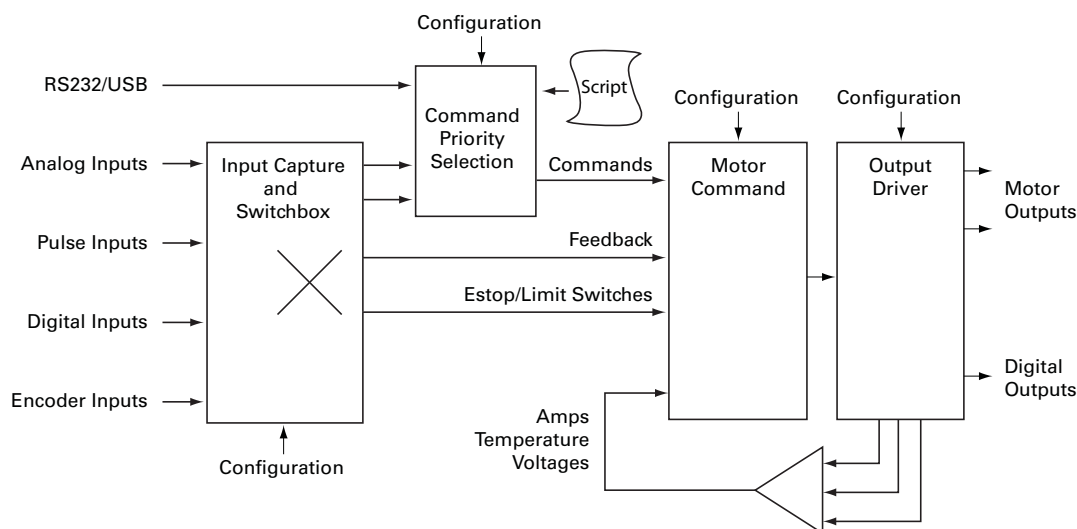 Configuration
RS232/USB
Script
Command
Priority
Selection
Configuration
Configuration
Analog Inputs
Input Capture
and
Switchbox
Commands
Motor
Command
Output
Driver
Motor
Outputs
Pulse Inputs
Feedback
Estop/Limit Switches
Digital Inputs
Digital
Outputs
Encoder Inputs
Amps
Temperature
Voltages
Configuration